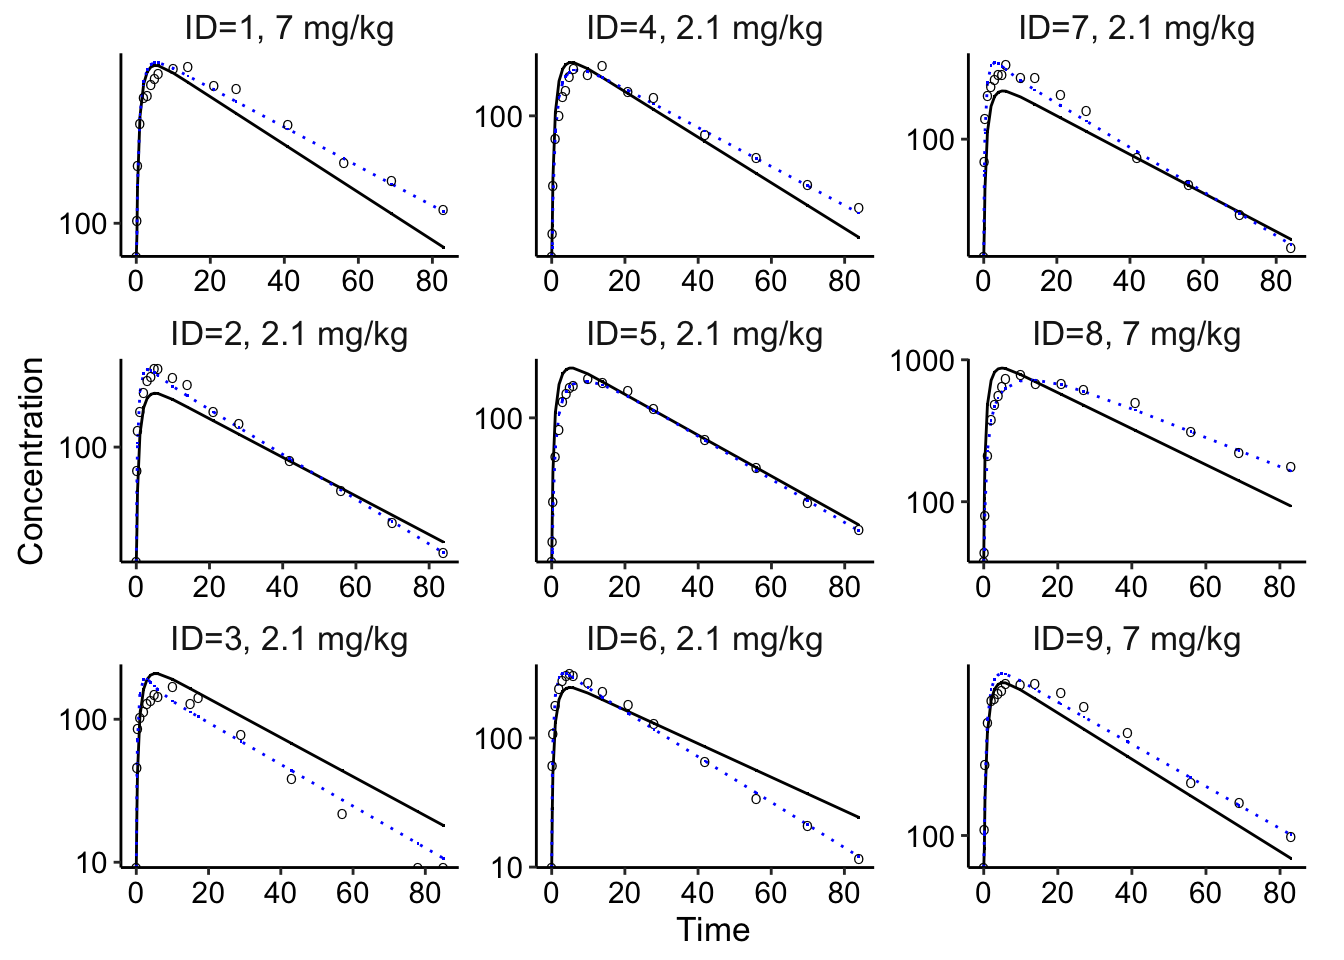 ID=1, 7 mg/kg
ID=4, 2.1 mg/kg
ID=7, 2.1 mg/kg
100
100
100
0 20 40 60 80
0 20 40 60 80
0 20 40 60 80
ID=2, 2.1 mg/kg
ID=5, 2.1 mg/kg
ID=8, 7 mg/kg
Concentration
100
100
1000
100
0 20 40 60 80
0 20 40 60 80
0 20 40 60 80
ID=3, 2.1 mg/kg
ID=6, 2.1 mg/kg
ID=9, 7 mg/kg
100
10
100
10
100
0 20 40 60 80
0 20 40 60 80
0 20 40 60 80
Time